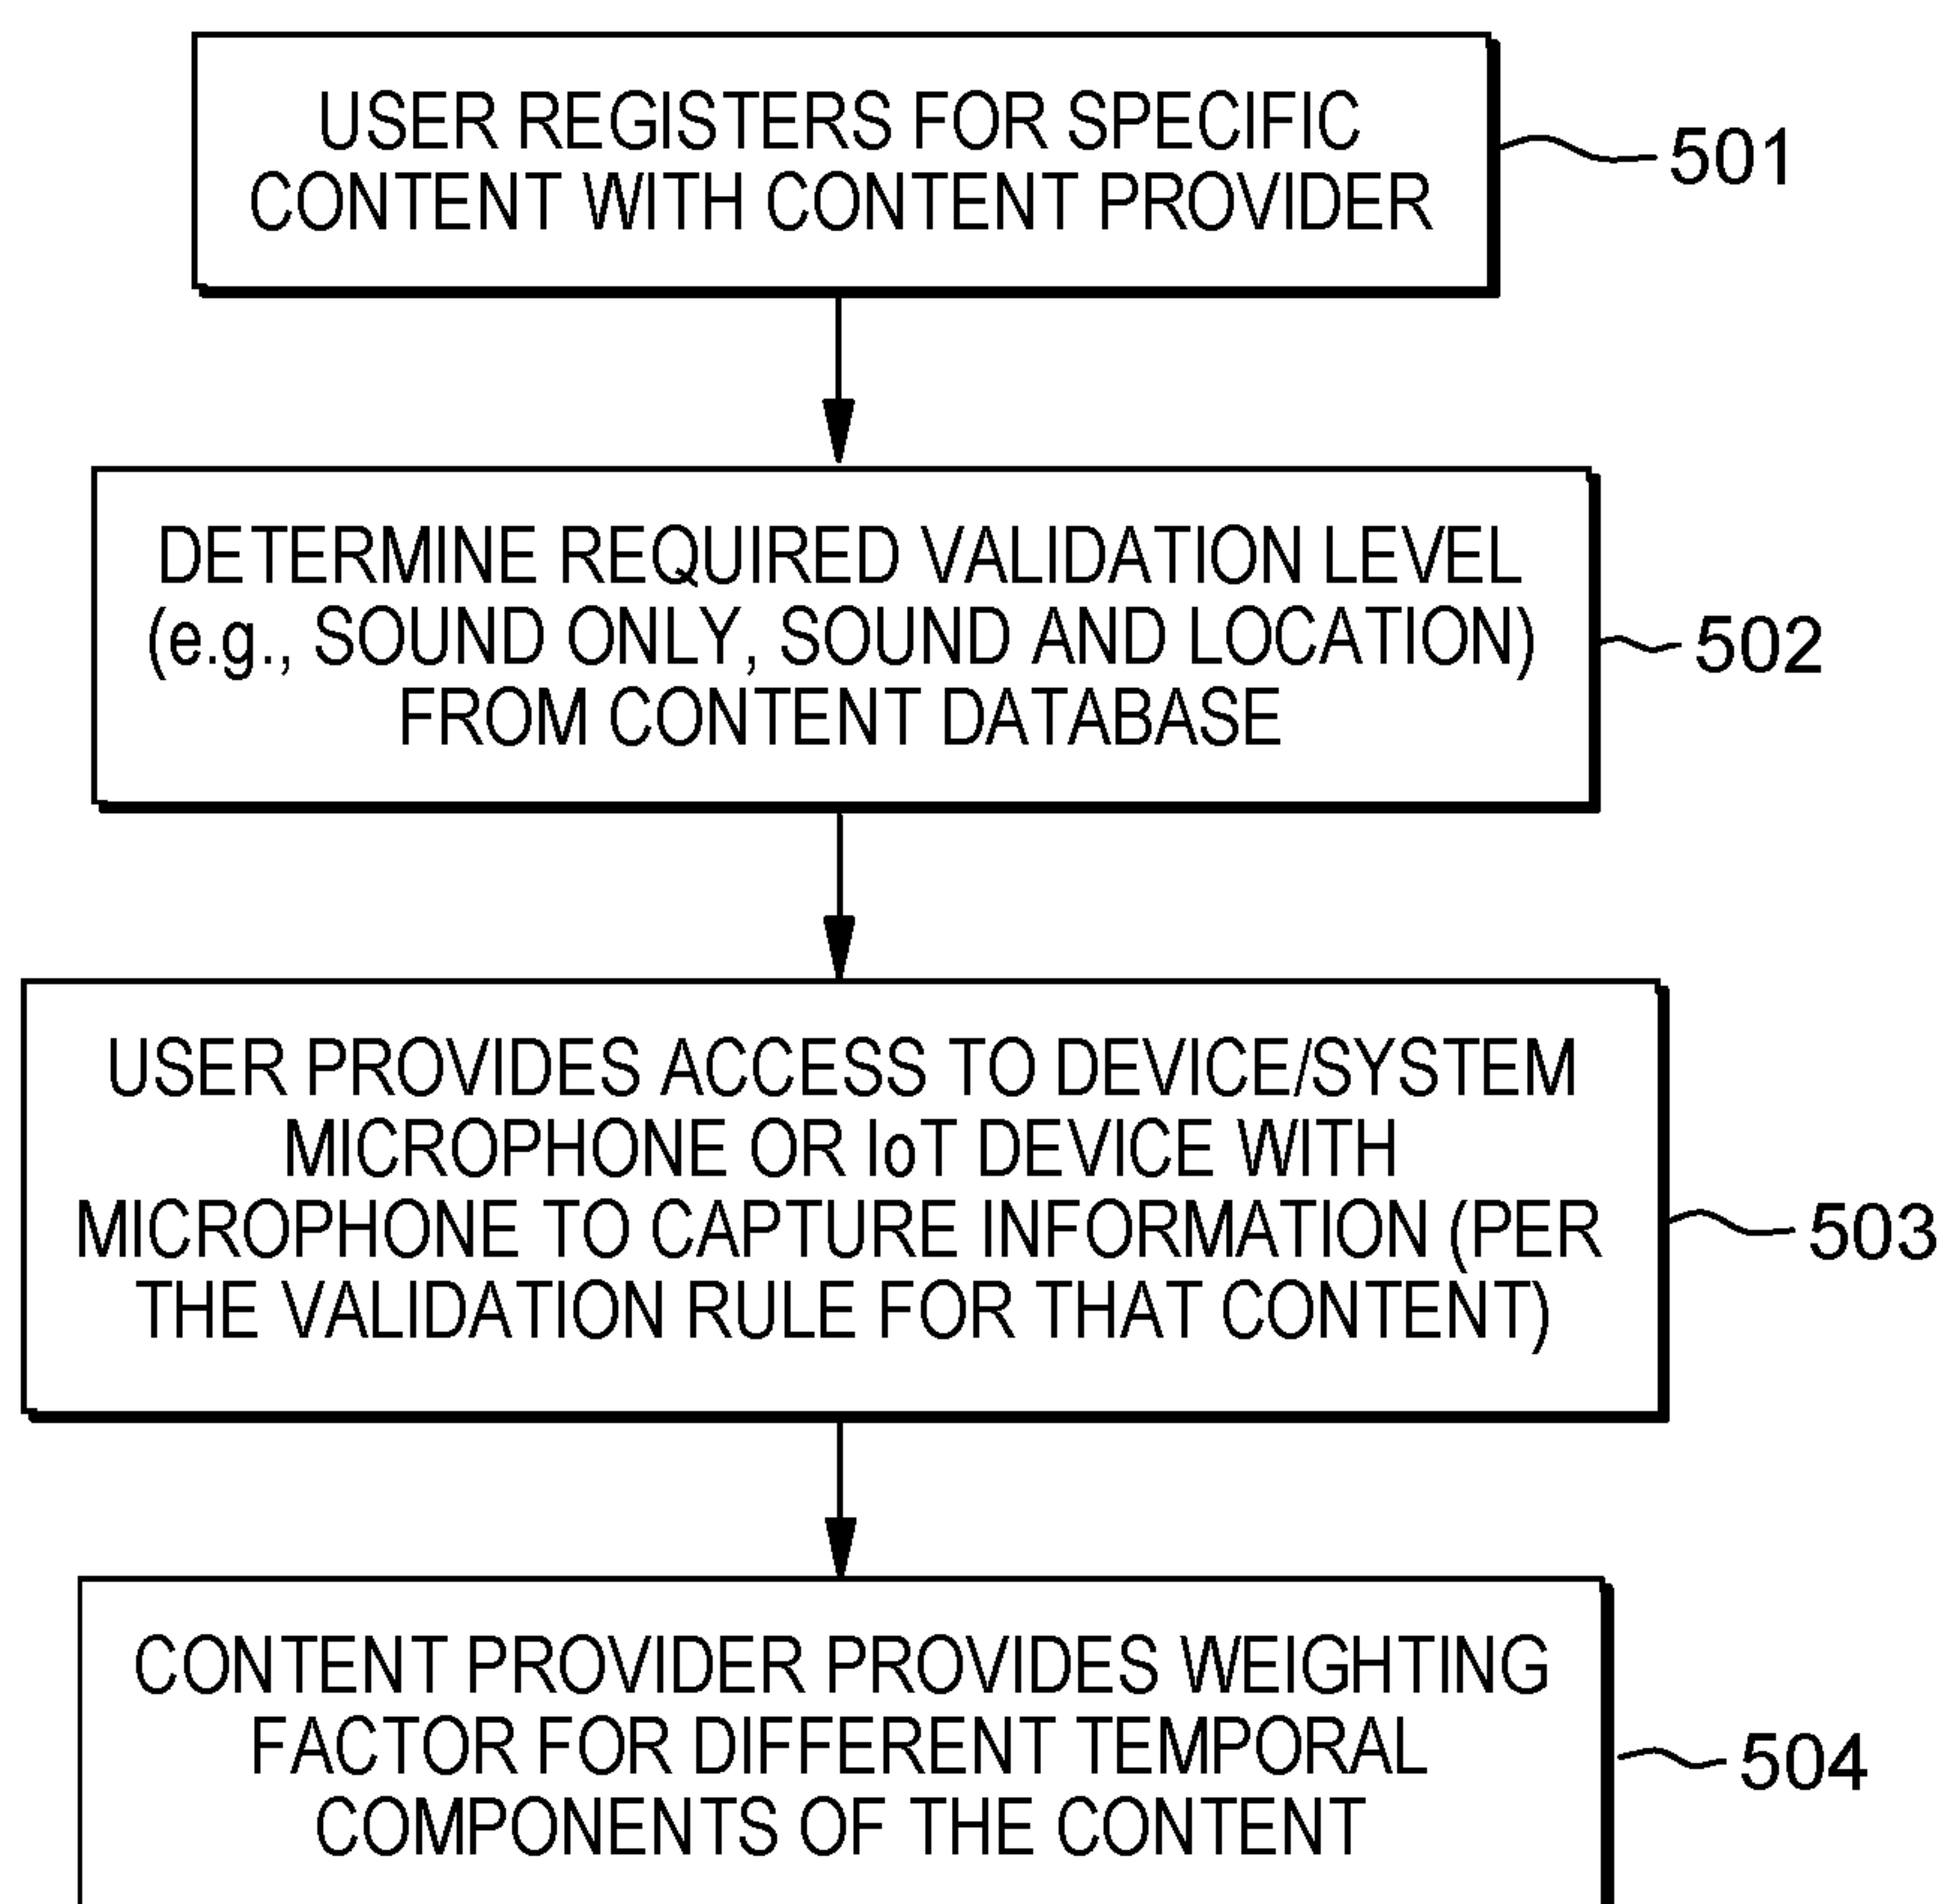 USER REGISTERS FOR SPECIFIC
CONTENT WITH CONTENT PROVIDER
501
DETERMINE REQUIRED VALIDATION LEVEL
(e.g., SOUND ONLY, SOUND AND LOCATION)
FROM CONTENT DATABASE
502
USER PROVIDES ACCESS TO DEVICE/SYSTEM
MICROPHONE OR IoT DEVICE WITH
MICROPHONE TO CAPTURE INFORMATION (PER
THE VALIDATION RULE FOR THAT CONTENT)
503
CONTENT PROVIDER PROVIDES WEIGHTING
FACTOR FOR DIFFERENT TEMPORAL
COMPONENTS OF THE CONTENT
504